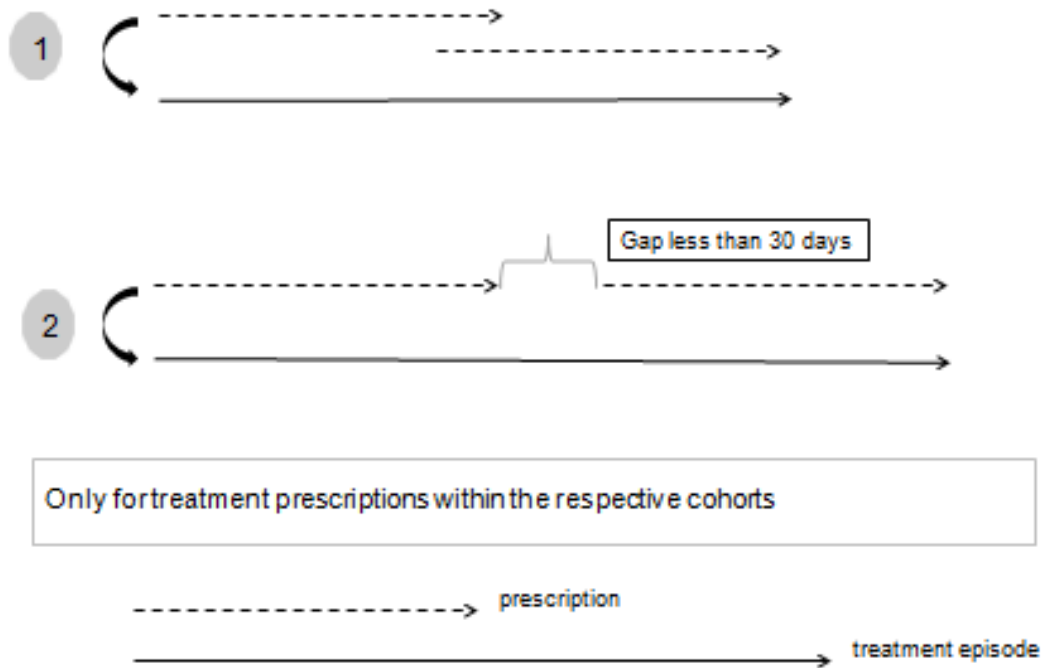 1
Gap less than 30 days
2
Only for treatment prescriptions within the respective cohorts
prescription
treatment episode